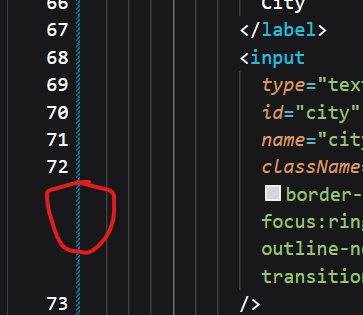 66 City
67 </label>
68 <input
69 type="tex
70 id="city"
71 name="city
72 className=
border-
focus:ring
outline-no
transition
73 />